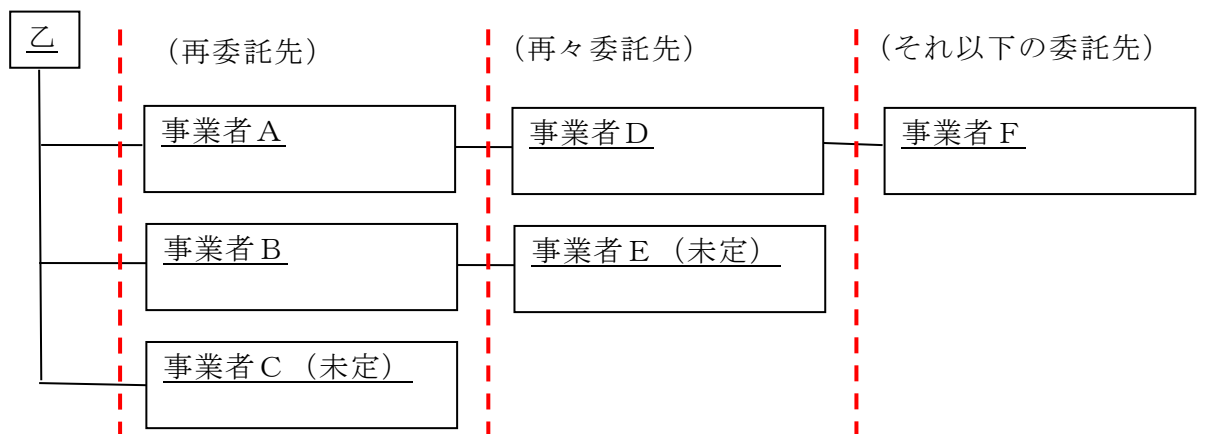 乙
（再委託先）
（再々委託先）
（それ以下の委託先）
事業者Ａ
事業者Ｄ
事業者Ｆ
事業者Ｂ
事業者Ｅ（未定）
事業者Ｃ（未定）